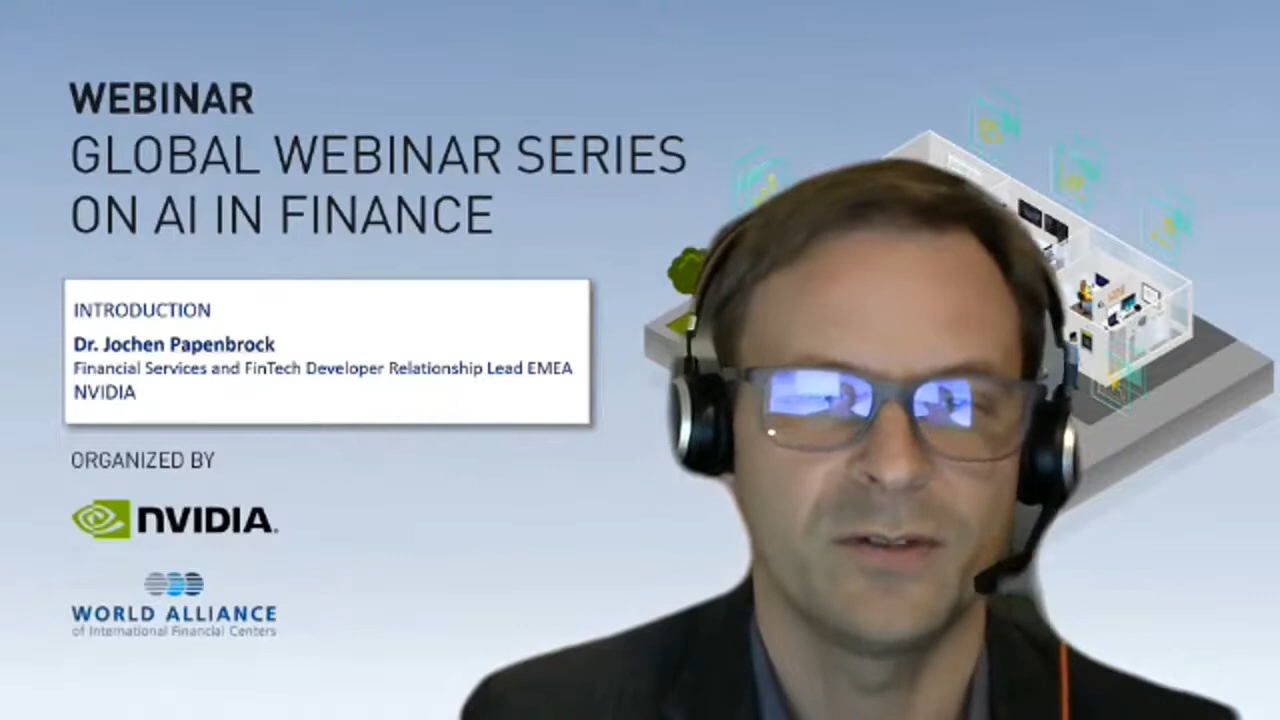 WEBINAR
GLOBAL WEBINAR SERIES
ON AI IN FINANCE
INTRODUCTION
Dr. Jochen Papenbrock
Financial Services and FinTech Developer Relationship Lead EMEA
NVIDIA
ORGANIZED BY
NVIDIA.
WORLD ALLIANCE
of International Financial Centers